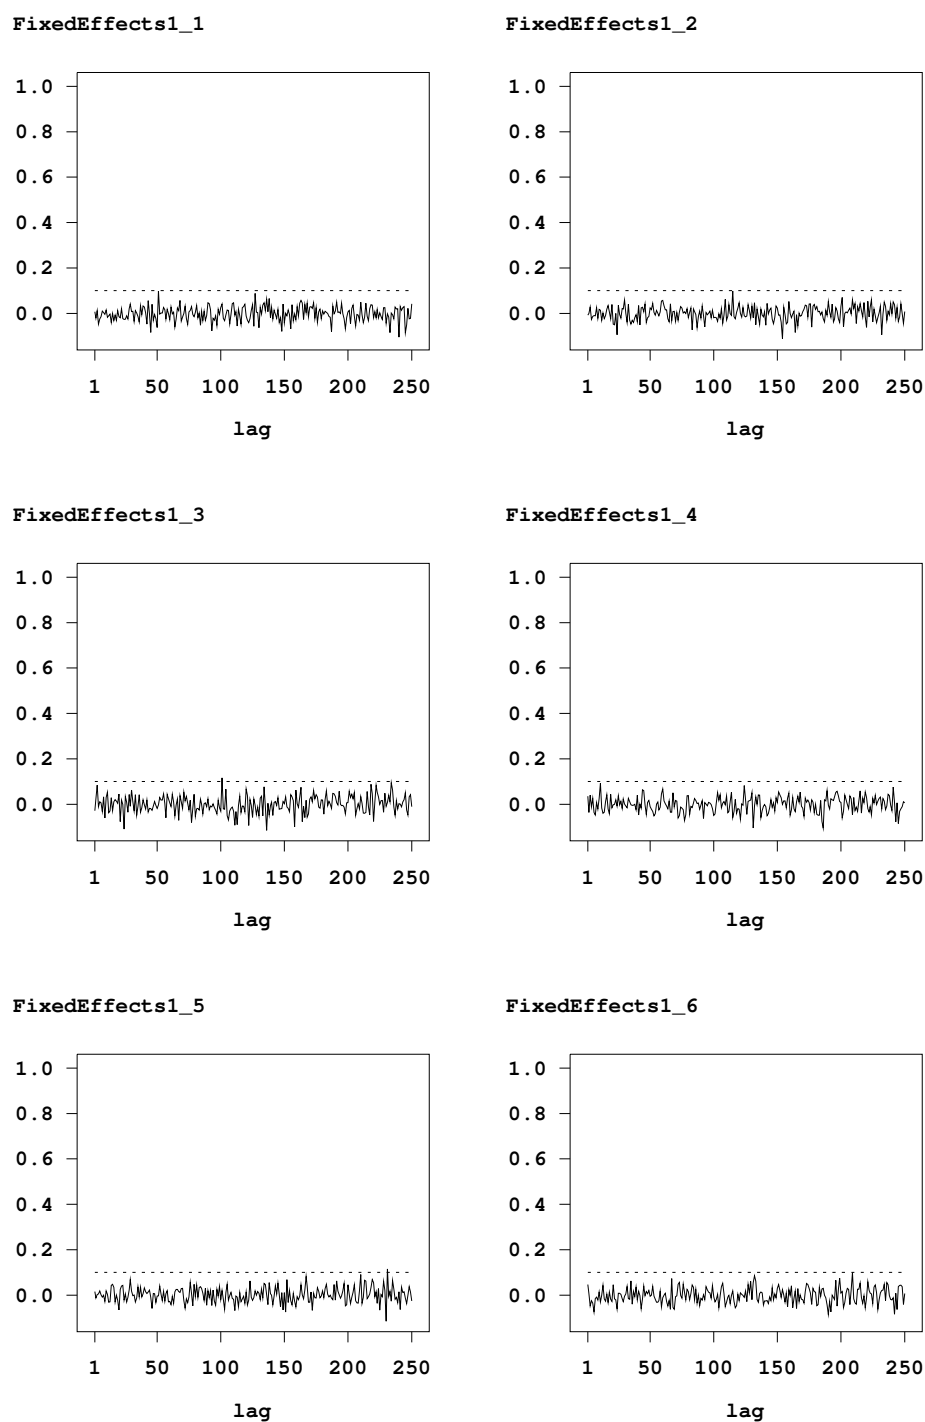 FixedEffects1_1
1.0
0.8
0.6
0.4
0.2
0.0
1 50 100 150 200 250
lag
FixedEffects1_2
1.0
0.8
0.6
0.4
0.2
0.0
1 50 100 150 200 250
lag
FixedEffects1_3
1.0
0.8
0.6
0.4
0.2
0.0
1 50 100 150 200 250
lag
FixedEffects1_4
1.0
0.8
0.6
0.4
0.2
0.0
1 50 100 150 200 250
lag
FixedEffects1_5
1.0
0.8
0.6
0.4
0.2
0.0
1 50 100 150 200 250
lag
FixedEffects1_6
1.0
0.8
0.6
0.4
0.2
0.0
1 50 100 150 200 250
lag